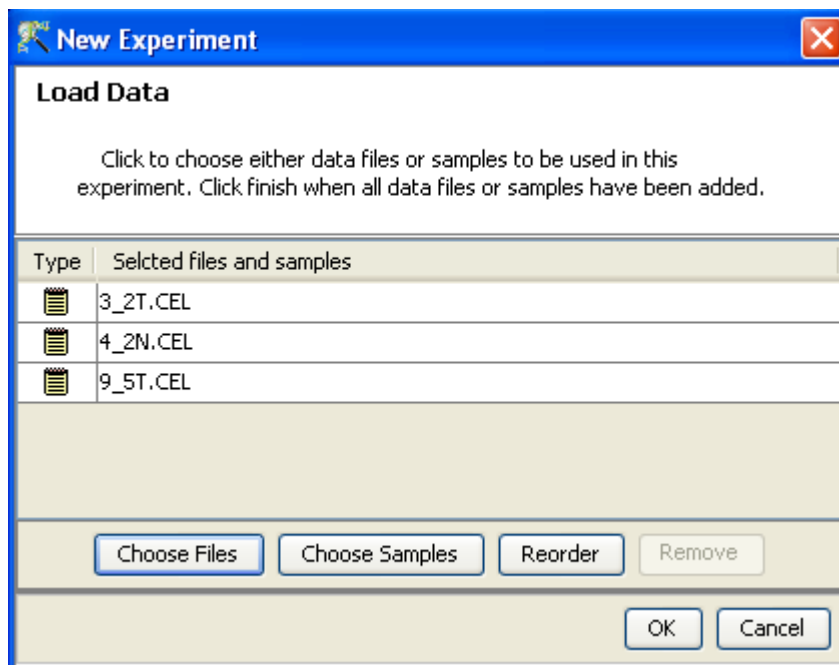 New Experiment
Load Data
Click to choose either data files or samples to be used in this
experiment. Click finish when all data files or samples have been added.
Type Selcted files and samples
3_2T.CEL
4_2N.CEL
9_5T.CEL
Choose Files Choose Samples Reorder Remove
OK Cancel